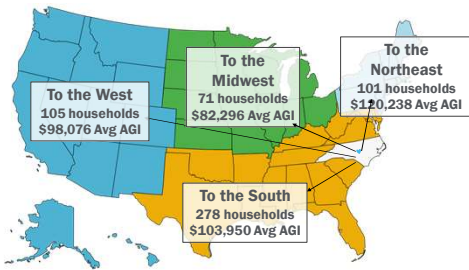 To the
Northeast
101 households
$120,238 Avg AGI
To the
Midwest
71 households
$82,296 Avg AGI
To the West
105 households
$98,076 Avg AGI
To the South
278 households
$103,950 Avg AGI